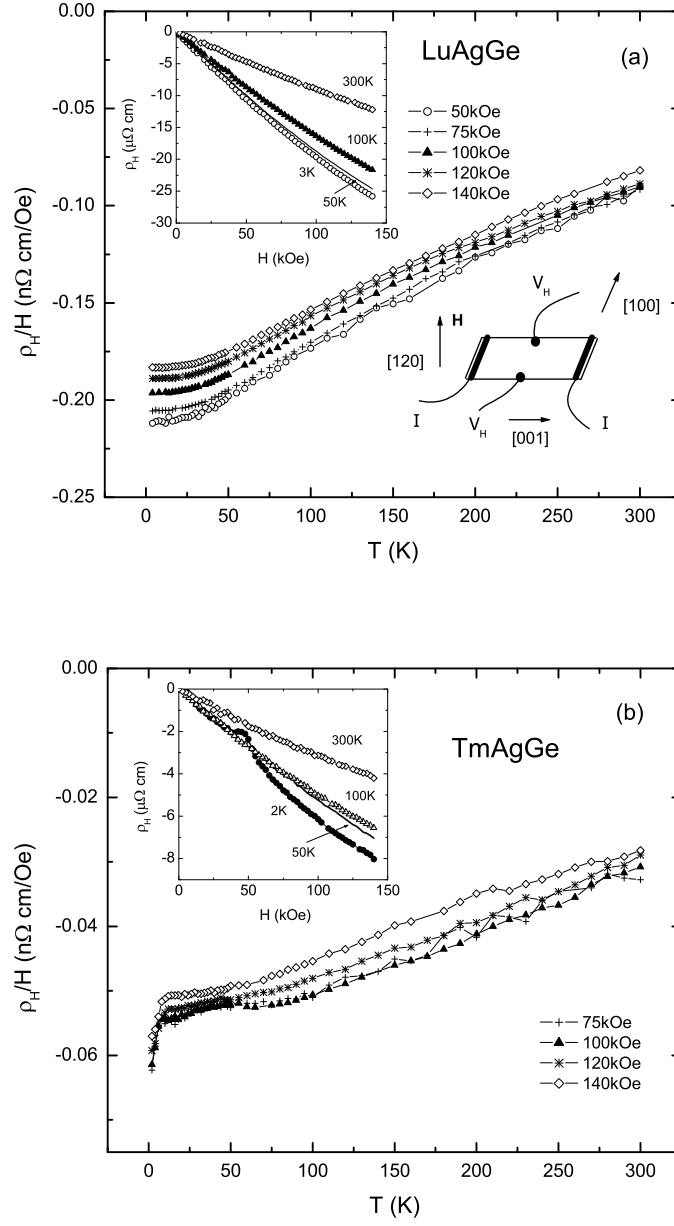 0.00
-0.05
-0.10
-0.15
-0.20
-0.25
ρH/H (nΩ cm/Oe)
0
-5
-10
-15
-20
-25
-30
ρH (μΩ cm)
300K
100K
3K
50K
0 50 100 150
H (kOe)
LuAgGe
(a)
50kOe
75kOe
100kOe
120kOe
140kOe
VH
[100]
H
[120]
I
VH
[001]
I
0 50 100 150 200 250 300
T (K)
0.00
-0.02
-0.04
-0.06
ρH/H (nΩ cm/Oe)
0
-2
-4
-6
-8
ρH (μΩ cm)
300K
100K
2K
50K
0 50 100 150
H (kOe)
(b)
TmAgGe
75kOe
100kOe
120kOe
140kOe
0 50 100 150 200 250 300
T (K)